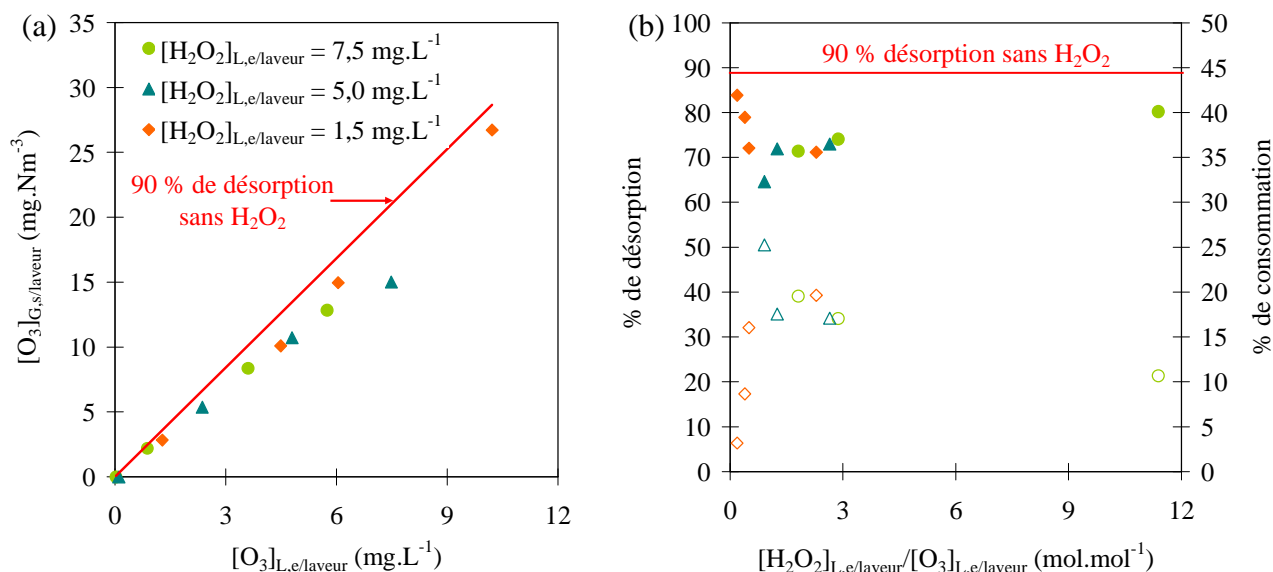 (a)
[O₃]G,s/laveur (mg.Nm⁻³)
35
30
25
20
15
10
5
0
[H₂O₂]L,e/laveur = 7,5 mg.L⁻¹
[H₂O₂]L,e/laveur = 5,0 mg.L⁻¹
[H₂O₂]L,e/laveur = 1,5 mg.L⁻¹
90 % de désorption
sans H₂O₂
0 3 6 9 12
[O₃]L,e/laveur (mg.L⁻¹)
(b)
% de désorption
100
90
80
70
60
50
40
30
20
10
0
90 % désorption sans H₂O₂
50
45
40
35
30
25
20
15
10
5
0
% de consommation
0 3 6 9 12
[H₂O₂]L,e/laveur/[O₃]L,e/laveur (mol.mol⁻¹)